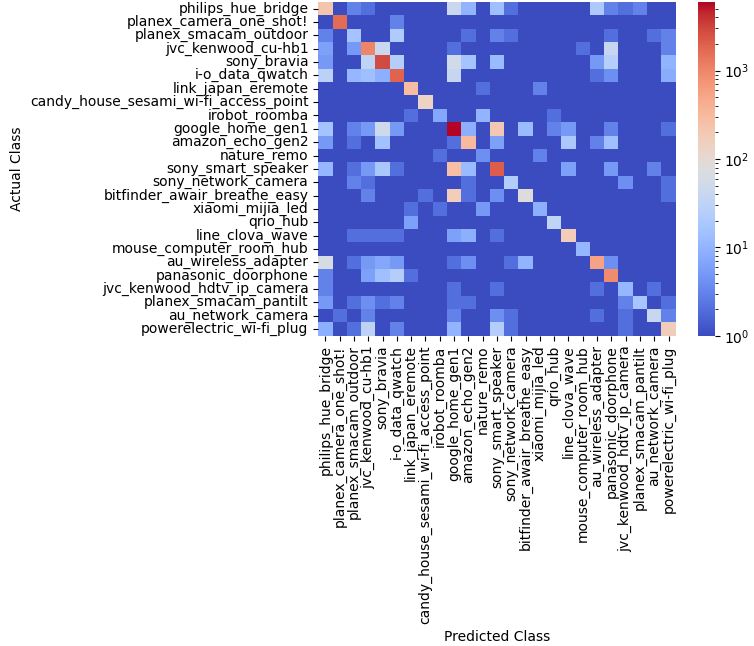 philips_hue_bridge
planex_camera_one_shot!
planex_smacam_outdoor
jvc_kenwood_cu-hb1
sony_bravia
i-o_data_qwatch
link_japan_eremote
candy_house_sesami_wi-fi_access_point
irobot_roomba
google_home_gen1
amazon_echo_gen2
nature_remo
sony_smart_speaker
sony_network_camera
bitfinder_awair_breathe_easy
xiaomi_mijia_led
qrio_hub
line_clova_wave
mouse_computer_room_hub
au_wireless_adapter
panasonic_doorphone
jvc_kenwood_hdtv_ip_camera
planex_smacam_pantilt
au_network_camera
powerelectric_wi-fi_plug
Actual Class
philips_hue_bridge
planex_camera_one_shot!
planex_smacam_outdoor
jvc_kenwood_cu-hb1
sony_bravia
i-o_data_qwatch
link_japan_eremote
candy_house_sesami_wi-fi_access_point
irobot_roomba
google_home_gen1
amazon_echo_gen2
nature_remo
sony_smart_speaker
sony_network_camera
bitfinder_awair_breathe_easy
xiaomi_mijia_led
qrio_hub
line_clova_wave
mouse_computer_room_hub
au_wireless_adapter
panasonic_doorphone
jvc_kenwood_hdtv_ip_camera
planex_smacam_pantilt
au_network_camera
powerelectric_wi-fi_plug
Predicted Class
10³
10²
10¹
10⁰